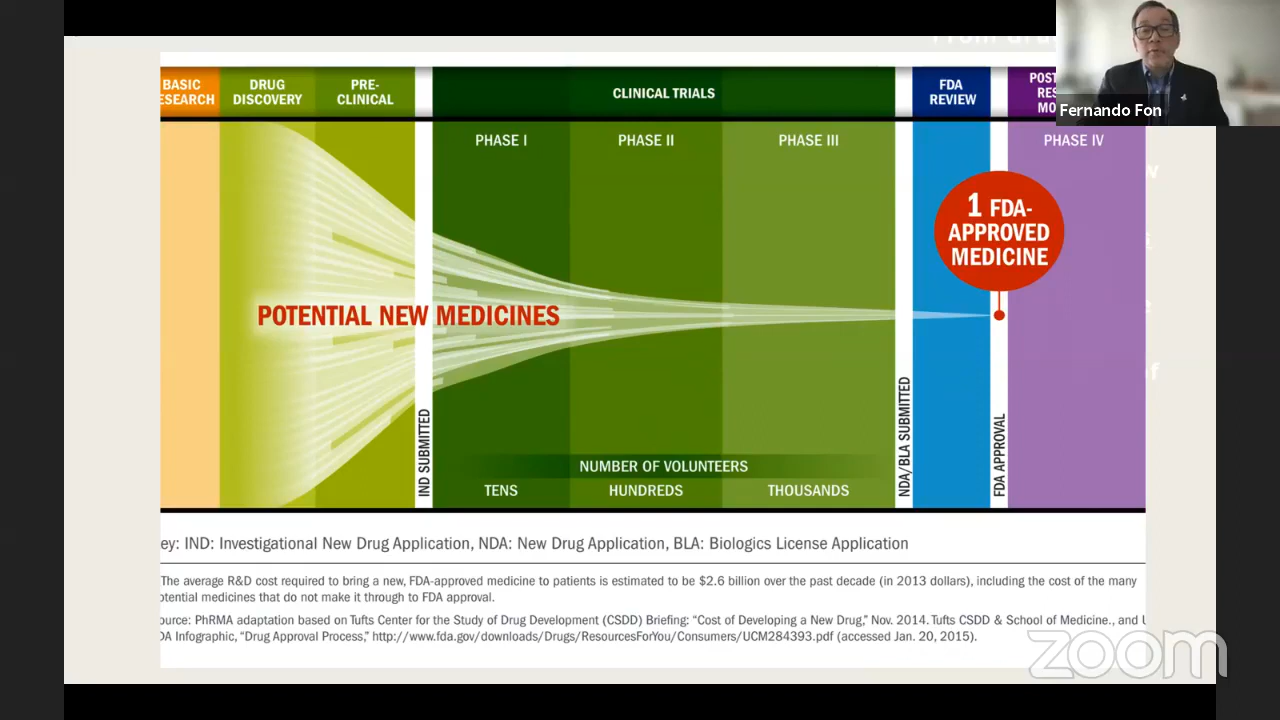 Fernando Fon
BASIC
ESEARCH
DRUG
DISCOVERY
PRE-
CLINICAL
CLINICAL TRIALS
FDA
REVIEW
POST
RES
MO
PHASE I
PHASE II
PHASE III
PHASE IV
1 FDA-
APPROVED
MEDICINE
POTENTIAL NEW MEDICINES
IND SUBMITTED
NDA/BLA SUBMITTED
FDA APPROVAL
NUMBER OF VOLUNTEERS
TENS
HUNDREDS
THOUSANDS
ey: IND: Investigational New Drug Application, NDA: New Drug Application, BLA: Biologics License Application
The average R&D cost required to bring a new, FDA-approved medicine to patients is estimated to be $2.6 billion over the past decade (in 2013 dollars), including the cost of the many
otential medicines that do not make it through to FDA approval.
ource: PhRMA adaptation based on Tufts Center for the Study of Drug Development (CSDD) Briefing: “Cost of Developing a New Drug,” Nov. 2014. Tufts CSDD & School of Medicine., and
DA Infographic, “Drug Approval Process,” http://www.fda.gov/downloads/Drugs/ResourcesForYou/Consumers/UCM284393.pdf (accessed Jan. 20, 2015).
zoom